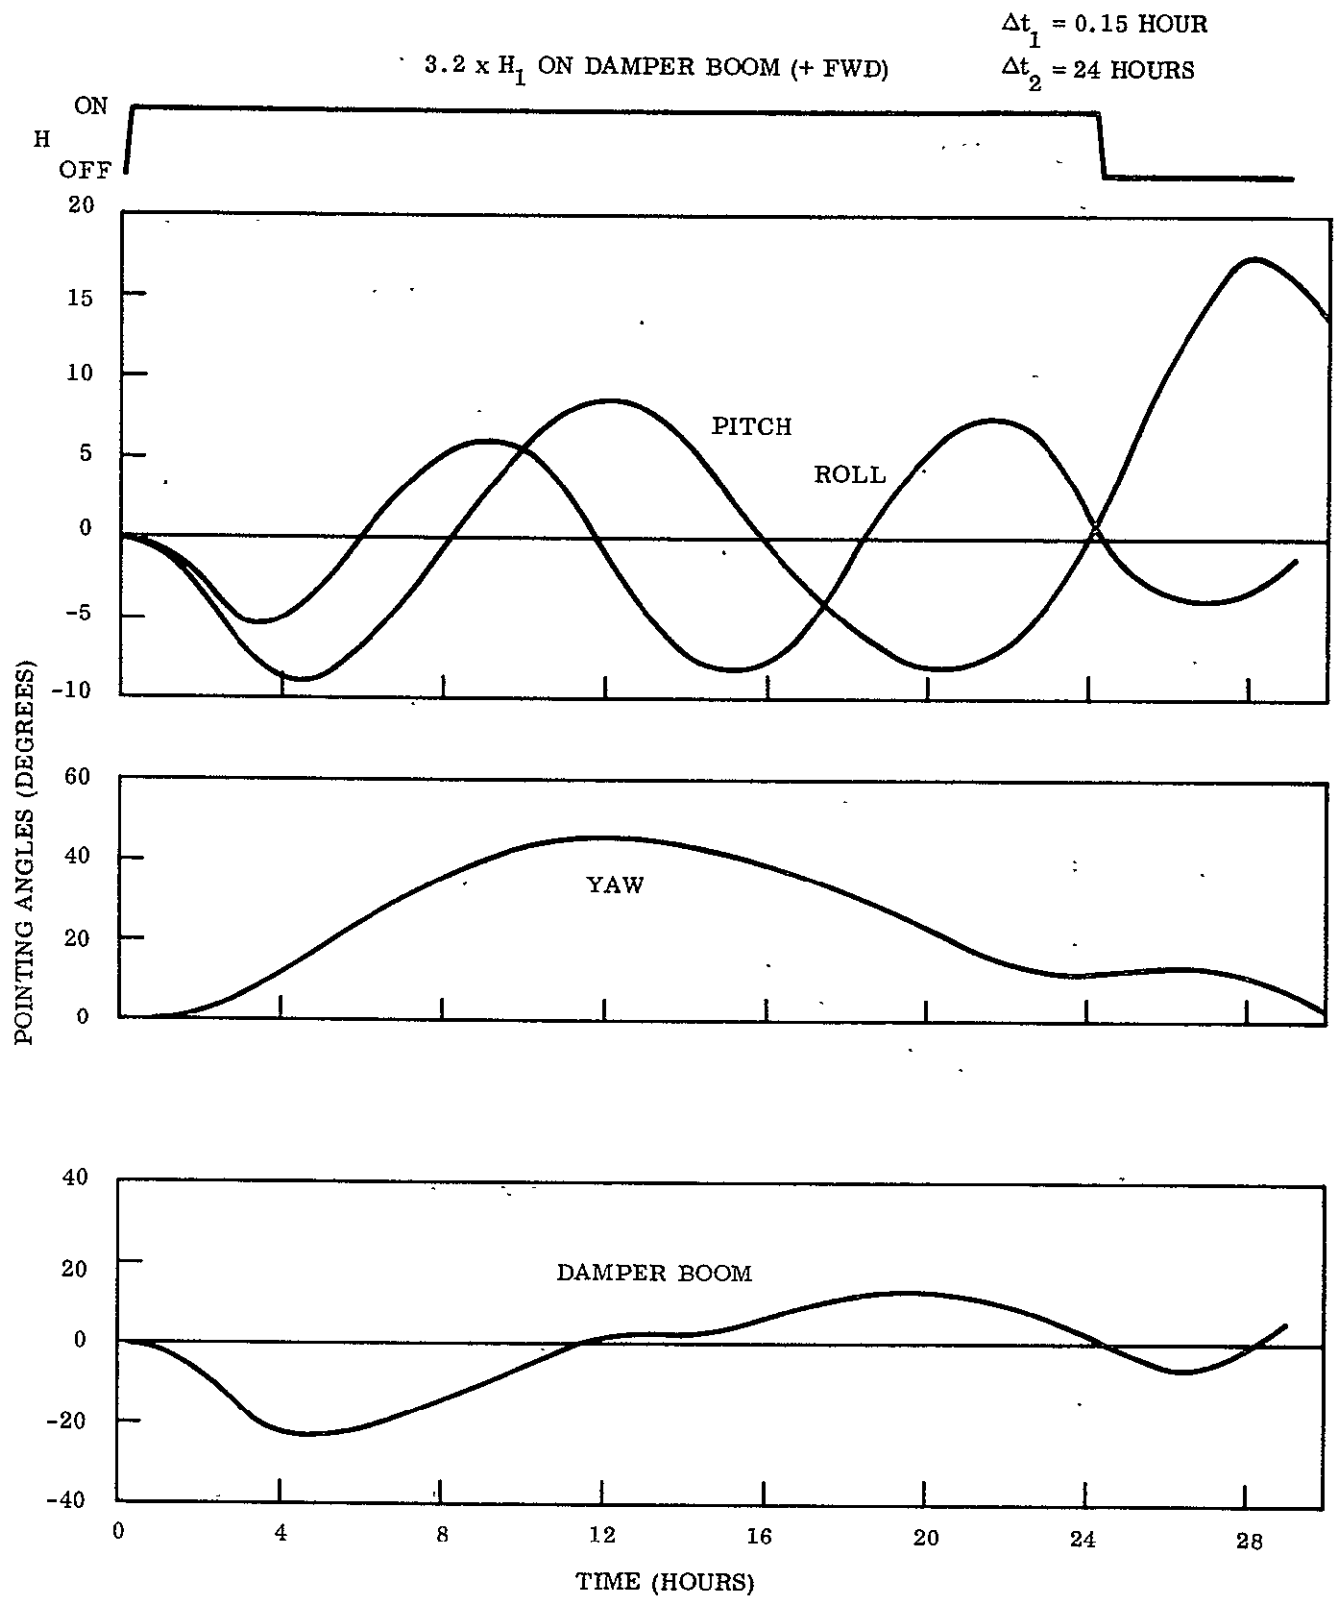 Δt1 = 0.15 HOUR
3.2 x H1 ON DAMPER BOOM (+ FWD)
Δt2 = 24 HOURS
ON
H
OFF
20
15
10
5
0
-5
-10
PITCH
ROLL
POINTING ANGLES (DEGREES)
60
40
20
0
YAW
40
20
0
-20
-40
DAMPER BOOM
0 4 8 12 16 20 24 28
TIME (HOURS)